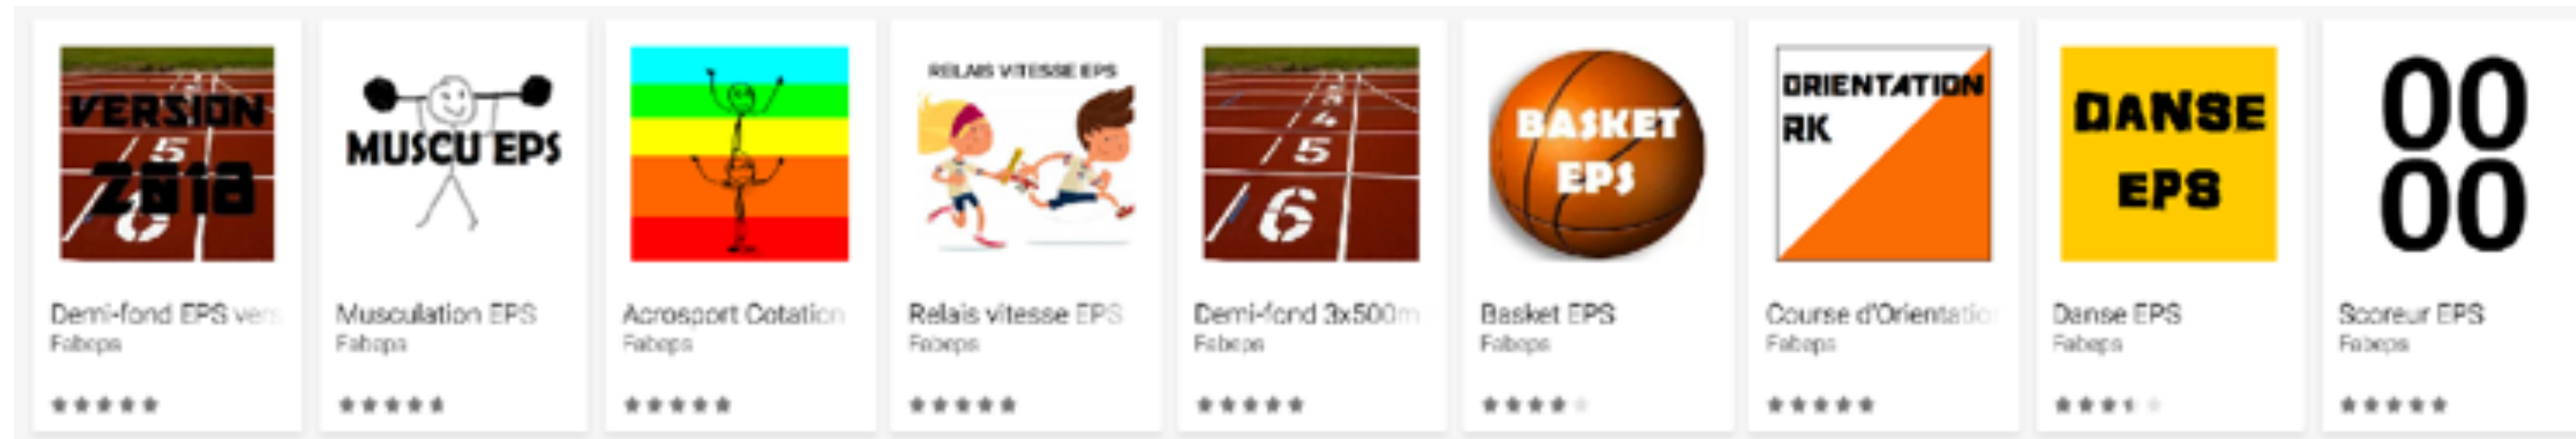 VERSION
5
2018
6
Demi-fond EPS vers
Fabeps
MUSCU EPS
Musculation EPS
Fabeps
Acrosport Cotation
Fabeps
RELAIS VITESSE EPS
Relais vitesse EPS
Fabeps
3
4
5
6
Demi-fond 3x500m
Fabeps
BASKET
EPS
Basket EPS
Fabeps
ORIENTATION
RK
Course d'Orientatio
Fabeps
DANSE
EPS
Danse EPS
Fabeps
00
00
Scoreur EPS
Fabeps